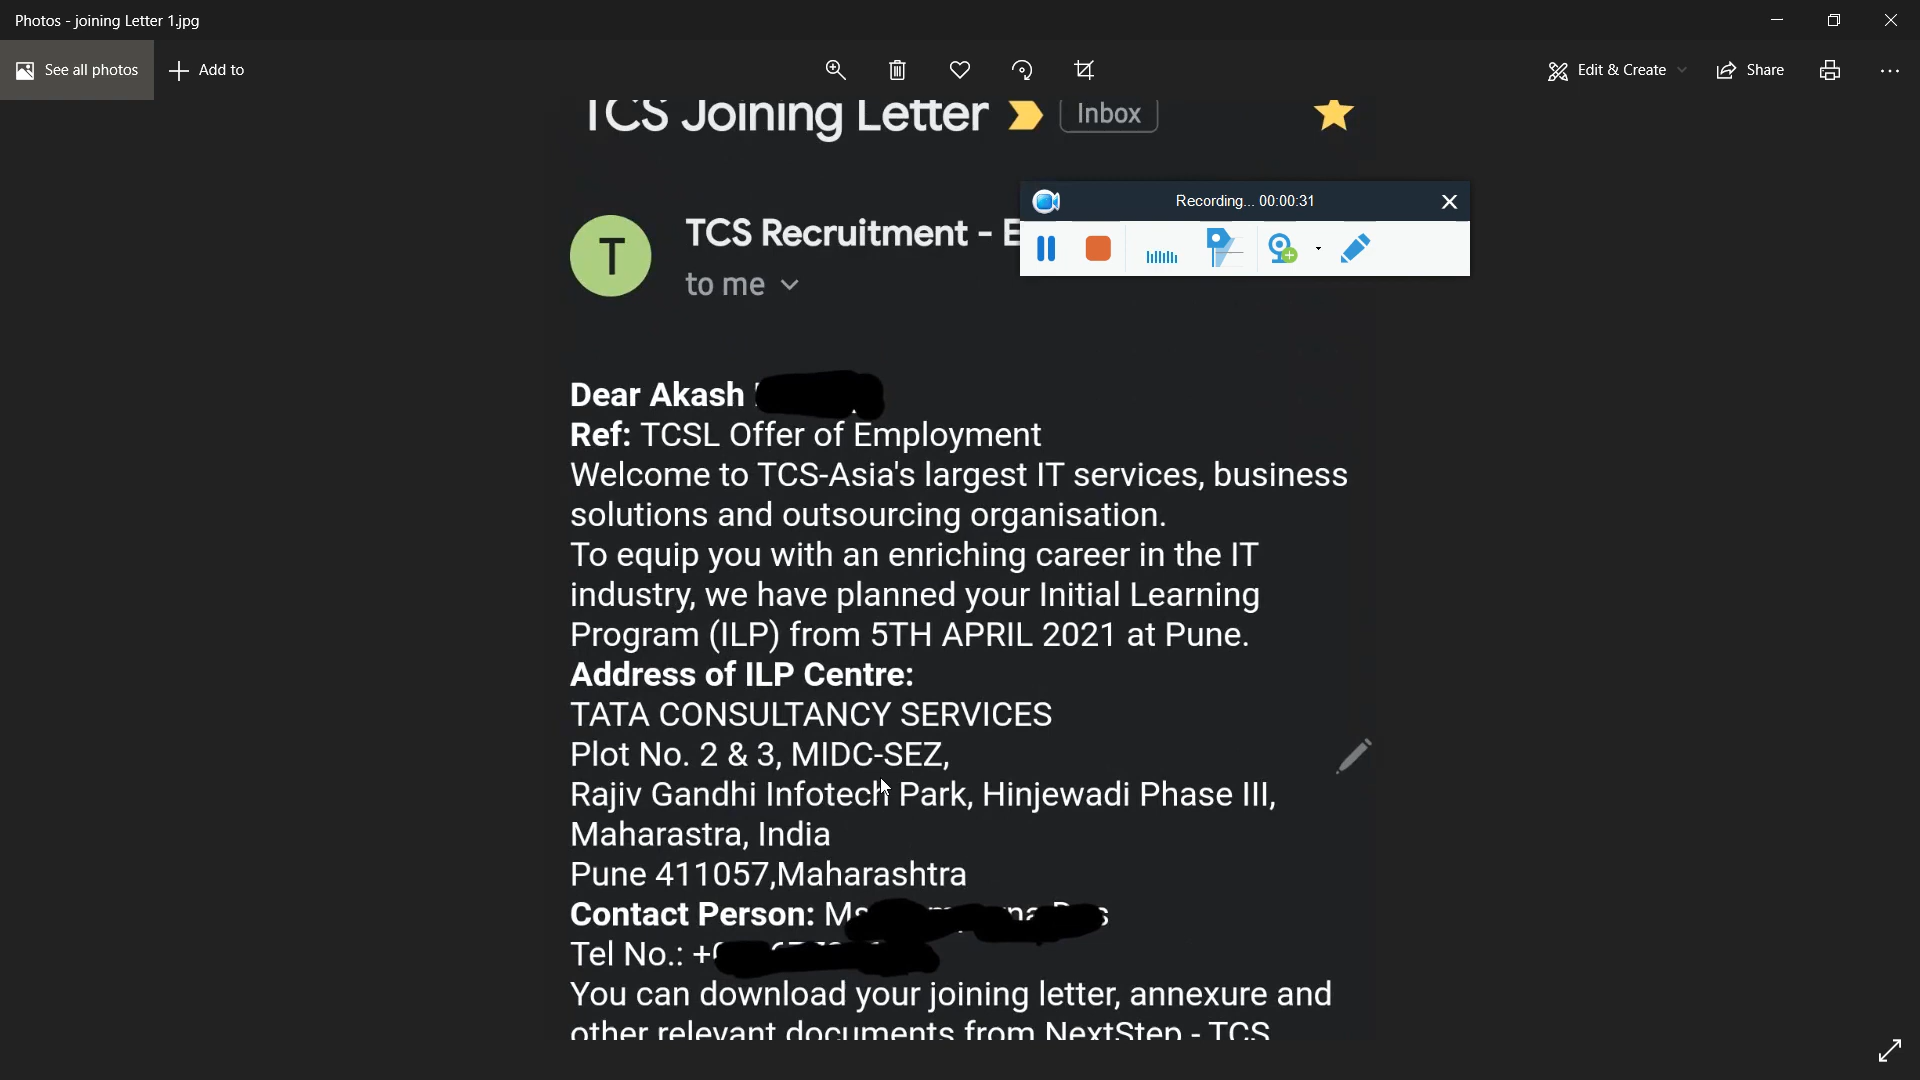 Photos - joining Letter 1.jpg
See all photos
Add to
Edit & Create
Share
TCS Joining Letter
Inbox
Recording... 00:00:31
T
TCS Recruitment - E
to me
Dear Akash
Ref: TCSL Offer of Employment
Welcome to TCS-Asia's largest IT services, business
solutions and outsourcing organisation.
To equip you with an enriching career in the IT
industry, we have planned your Initial Learning
Program (ILP) from 5TH APRIL 2021 at Pune.
Address of ILP Centre:
TATA CONSULTANCY SERVICES
Plot No. 2 & 3, MIDC-SEZ,
Rajiv Gandhi Infotech Park, Hinjewadi Phase III,
Maharastra, India
Pune 411057,Maharashtra
Contact Person: Ms
Tel No.: +
You can download your joining letter, annexure and
other relevant documents from NextStep - TCS